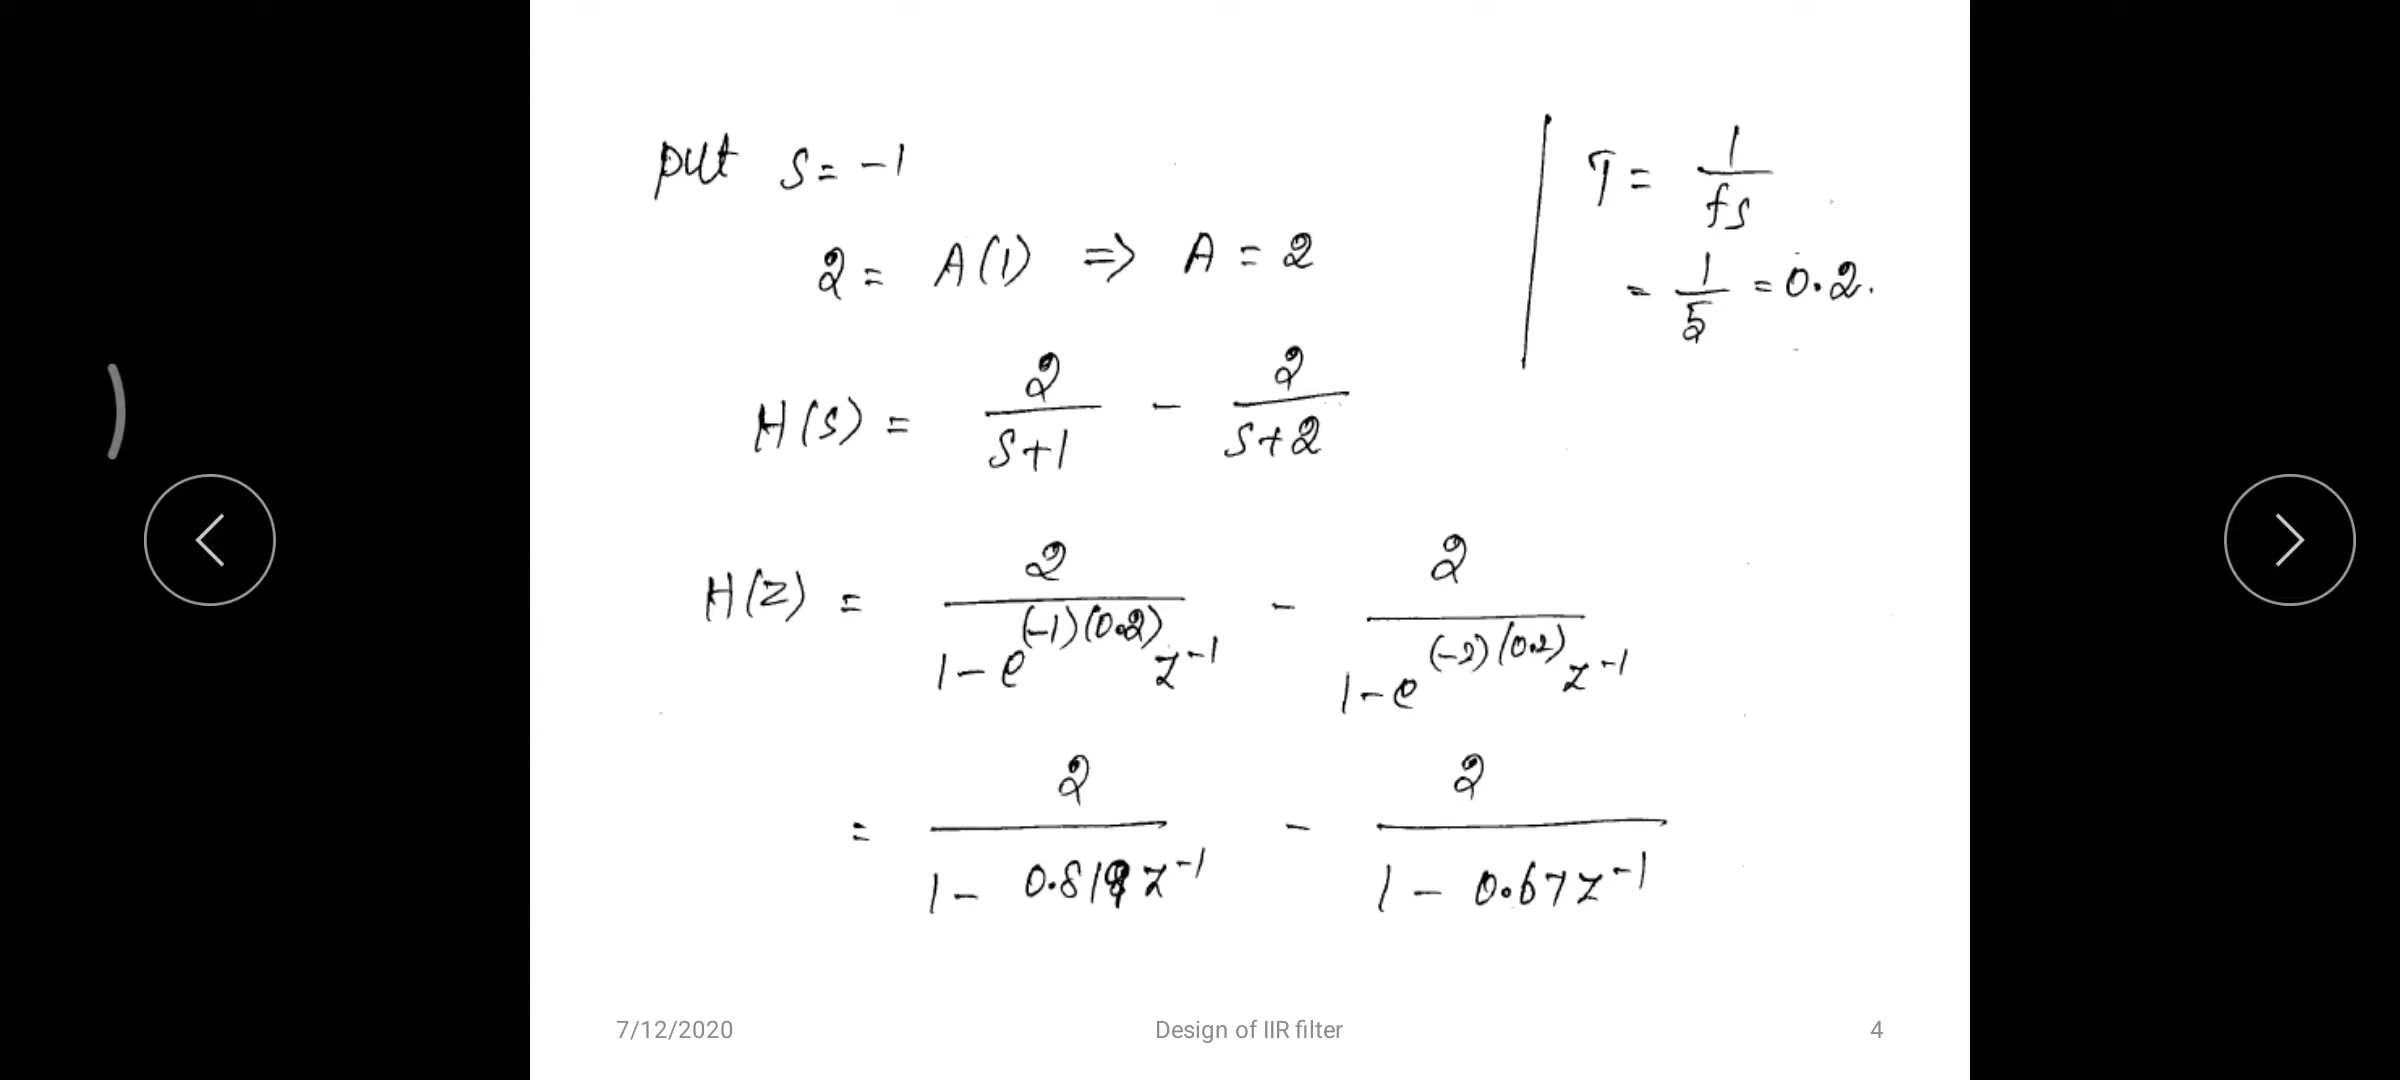 put s = -1
2 = A(1) => A = 2
T = 1/fs
= 1/5 = 0.2.
H(s) = 2/(s+1) - 2/(s+2)
H(z) = 2/(1-e^{(-1)(0.2)} z^{-1}) - 2/(1-e^{(-2)(0.2)} z^{-1})
= 2/(1 - 0.819 z^{-1}) - 2/(1 - 0.67 z^{-1})
7/12/2020 Design of IIR filter 4